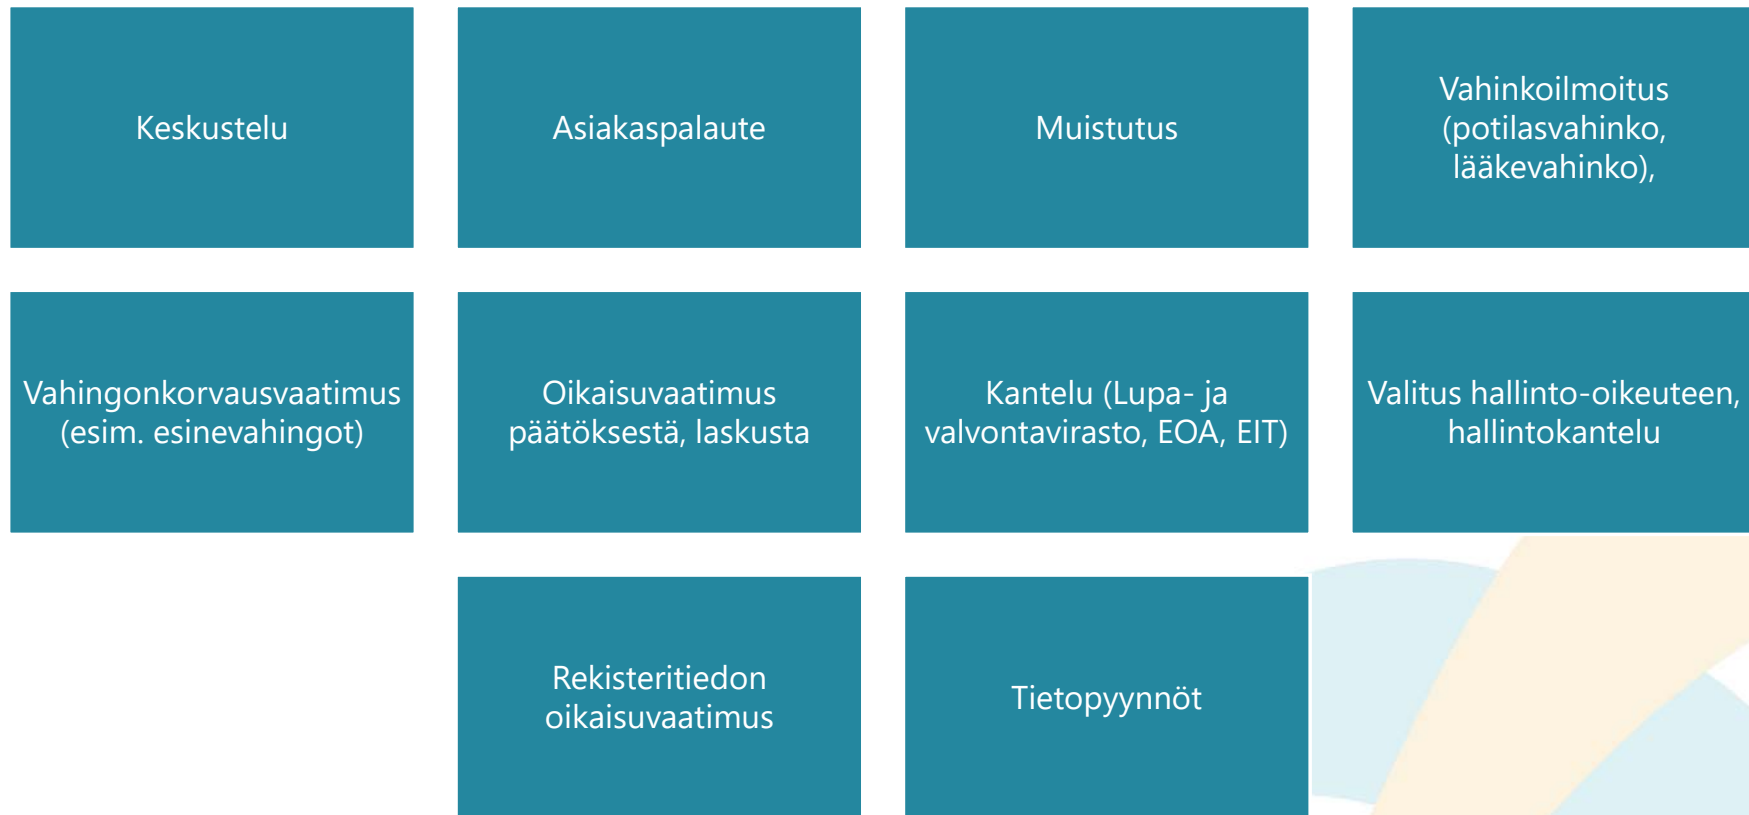 Keskustelu
Asiakaspalaute
Muistutus
Vahinkoilmoitus
(potilasvahinko,
lääkevahinko),
Vahingonkorvausvaatimus
(esim. esinevahingot)
Oikaisuvaatimus
päätöksestä, laskusta
Kantelu (Lupa- ja
valvontavirasto, EOA, EIT)
Valitus hallinto-oikeuteen,
hallintokantelu
Rekisteritiedon
oikaisuvaatimus
Tietopyynnöt